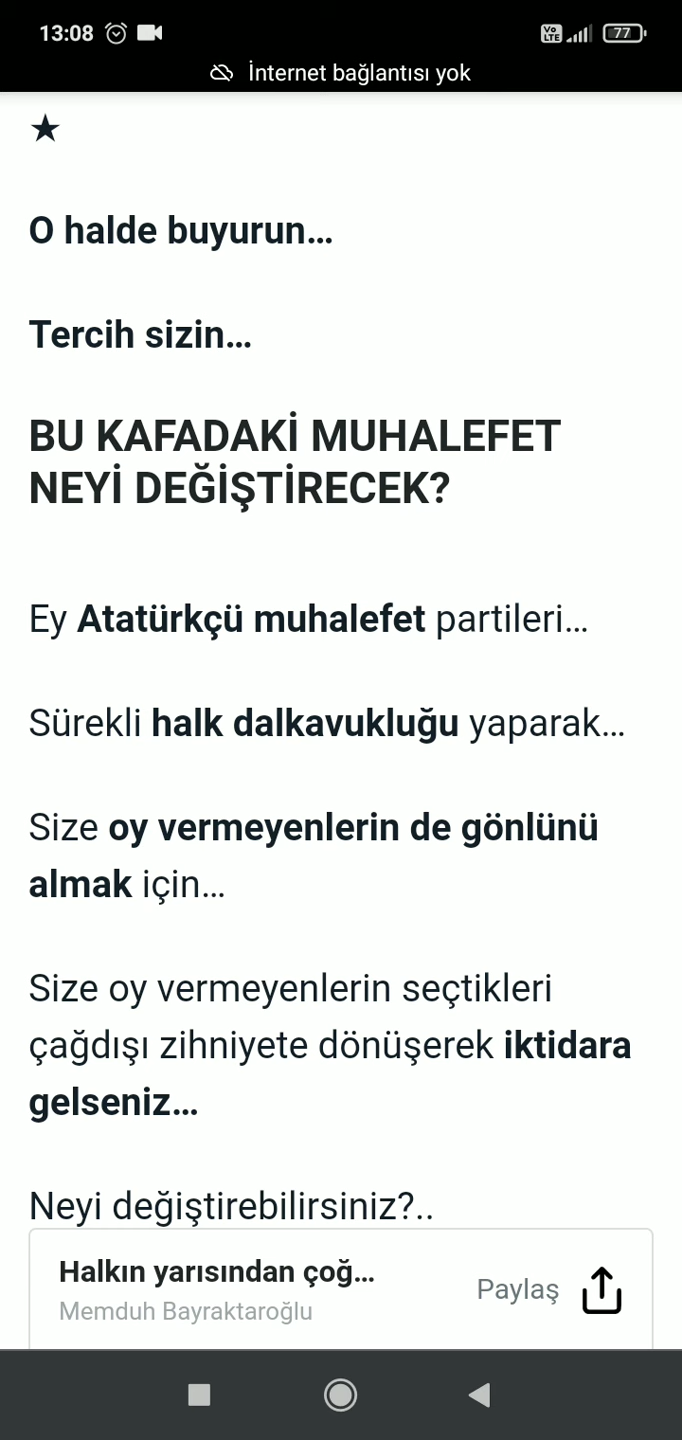 13:08
Vo LTE
77
İnternet bağlantısı yok
★
O halde buyurun...
Tercih sizin...
BU KAFADAKİ MUHALEFET
NEYİ DEĞİŞTİRECEK?
Ey Atatürkçü muhalefet partileri...
Sürekli halk dalkavukluğu yaparak...
Size oy vermeyenlerin de gönlünü
almak için...
Size oy vermeyenlerin seçtikleri
çağdışı zihniyete dönüşerek iktidara
gelseniz...
Neyi değiştirebilirsiniz?..
Halkın yarısından çoğ...
Memduh Bayraktaroğlu
Paylaş